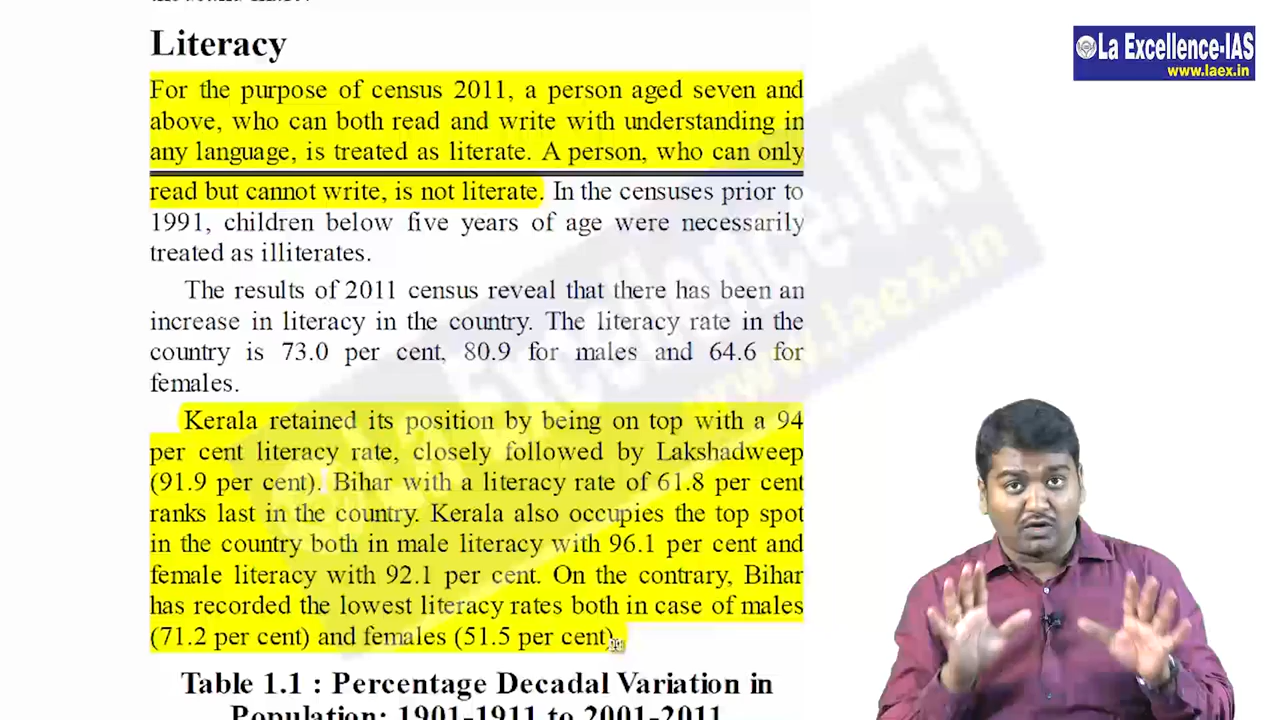 La Excellence-IAS
www.laex.in
Literacy
For the purpose of census 2011, a person aged seven and
above, who can both read and write with understanding in
any language, is treated as literate. A person, who can only
read but cannot write, is not literate. In the censuses prior to
1991, children below five years of age were necessarily
treated as illiterates.
The results of 2011 census reveal that there has been an
increase in literacy in the country. The literacy rate in the
country is 73.0 per cent, 80.9 for males and 64.6 for
females.
Kerala retained its position by being on top with a 94
per cent literacy rate, closely followed by Lakshadweep
(91.9 per cent). Bihar with a literacy rate of 61.8 per cent
ranks last in the country. Kerala also occupies the top spot
in the country both in male literacy with 96.1 per cent and
female literacy with 92.1 per cent. On the contrary, Bihar
has recorded the lowest literacy rates both in case of males
(71.2 per cent) and females (51.5 per cent).
Table 1.1 : Percentage Decadal Variation in
Population: 1901-1911 to 2001-2011
La Excellence-IAS
www.laex.in